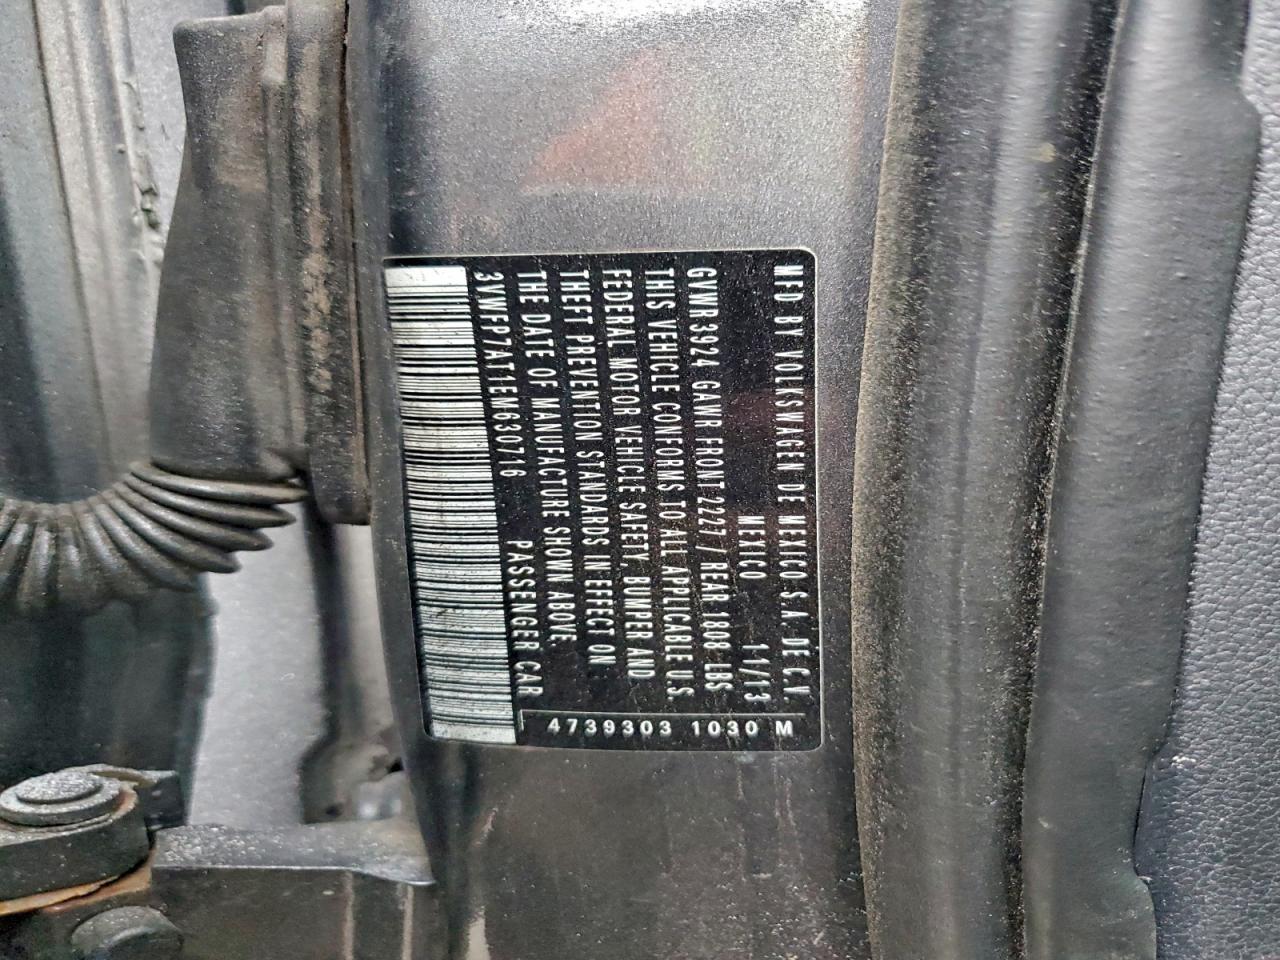 MFD BY VOLKSWAGEN DE MEXICO S.A. DE C.V.
MEXICO 11/13
GVWR 3924 GAWR FRONT 2227 / REAR 1808 LBS
THIS VEHICLE CONFORMS TO ALL APPLICABLE U.S
FEDERAL MOTOR VEHICLE SAFETY, BUMPER AND
THEFT PREVENTION STANDARDS IN EFFECT ON
THE DATE OF MANUFACTURE SHOWN ABOVE.
3VWFP7AT1EM630716 PASSENGER CAR
4739303 1030 M